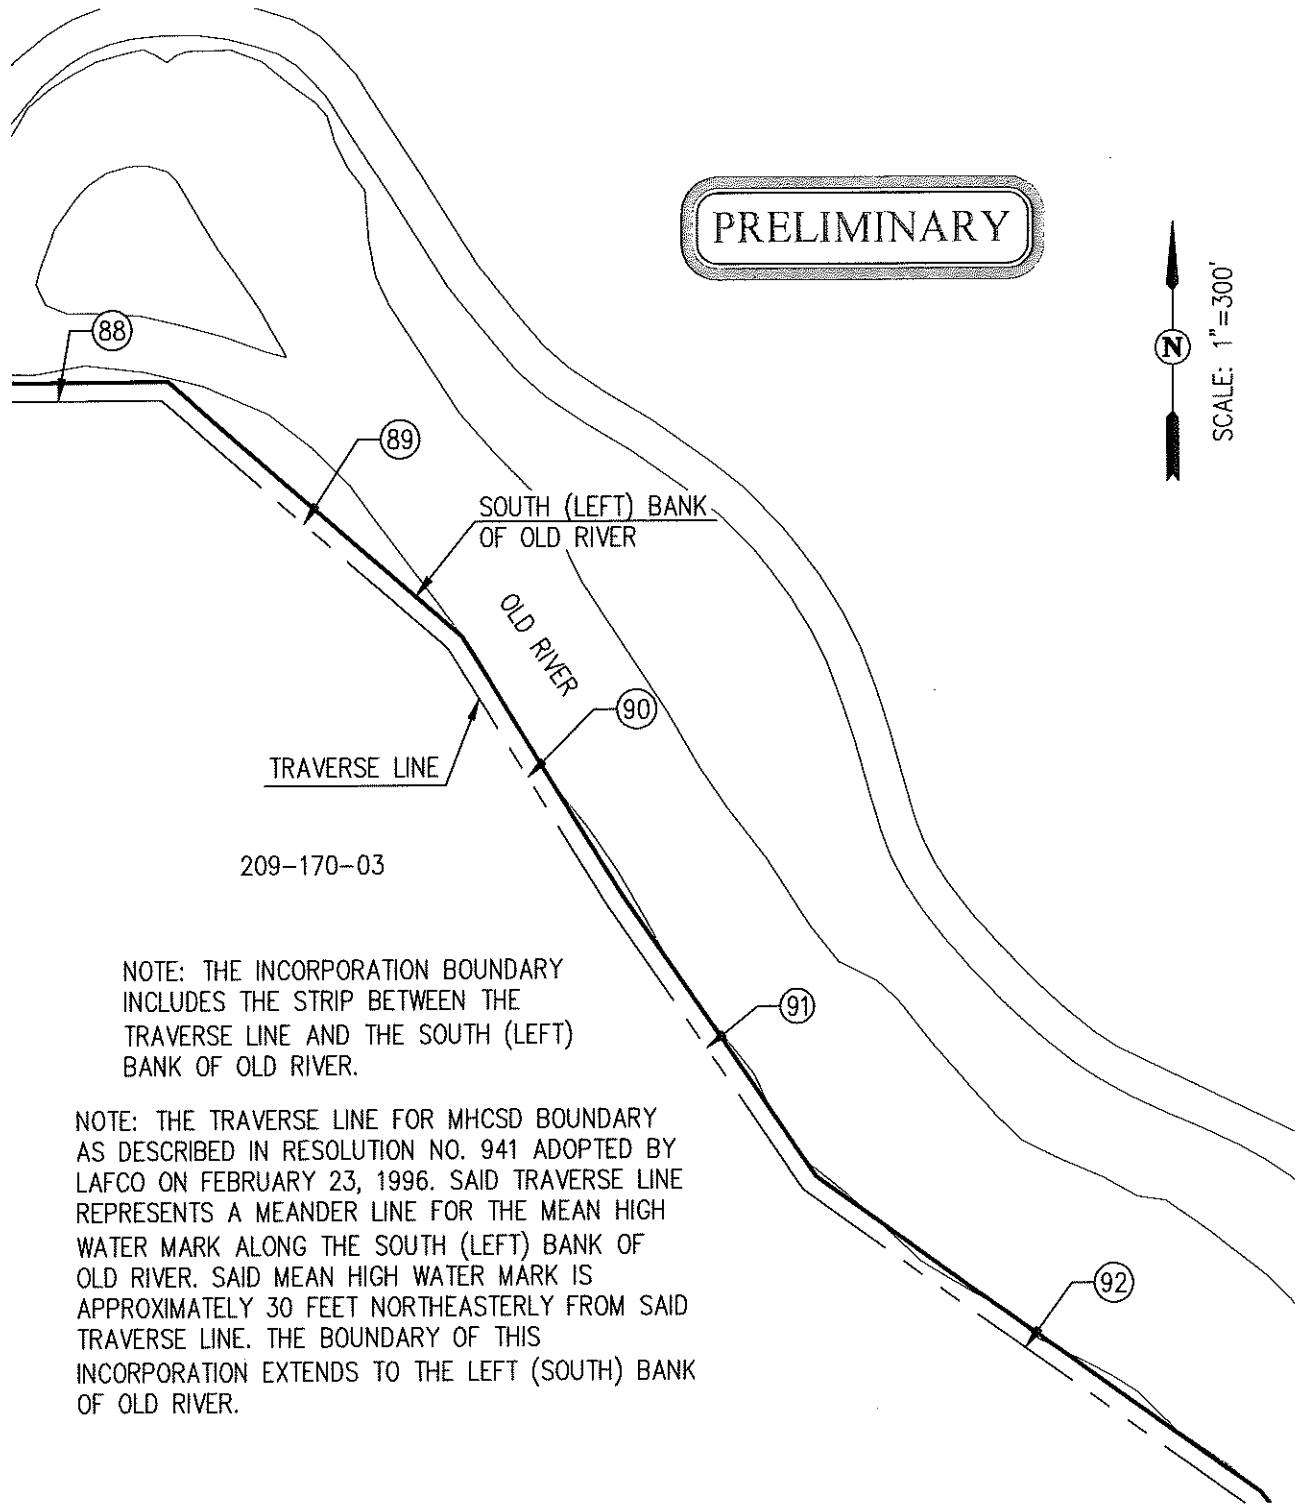 PRELIMINARY
N
SCALE: 1"=300'
88
89
SOUTH (LEFT) BANK
OF OLD RIVER
OLD RIVER
90
TRAVERSE LINE
209-170-03
NOTE: THE INCORPORATION BOUNDARY
INCLUDES THE STRIP BETWEEN THE
TRAVERSE LINE AND THE SOUTH (LEFT)
BANK OF OLD RIVER.
91
NOTE: THE TRAVERSE LINE FOR MHCSD BOUNDARY
AS DESCRIBED IN RESOLUTION NO. 941 ADOPTED BY
LAFCO ON FEBRUARY 23, 1996. SAID TRAVERSE LINE
REPRESENTS A MEANDER LINE FOR THE MEAN HIGH
WATER MARK ALONG THE SOUTH (LEFT) BANK OF
OLD RIVER. SAID MEAN HIGH WATER MARK IS
APPROXIMATELY 30 FEET NORTHEASTERLY FROM SAID
TRAVERSE LINE. THE BOUNDARY OF THIS
INCORPORATION EXTENDS TO THE LEFT (SOUTH) BANK
OF OLD RIVER.
92